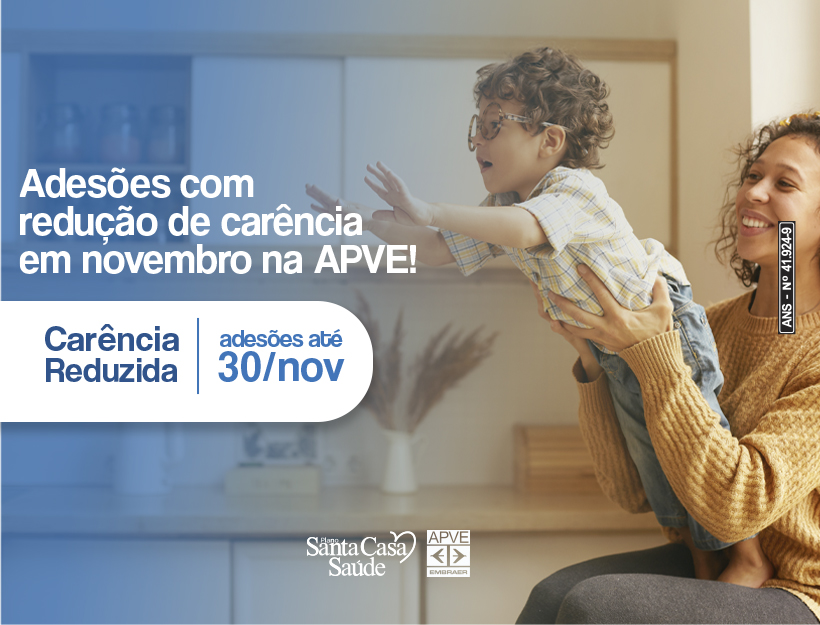 Adesões com
redução de carência
em novembro na APVE!
Carência
Reduzida
adesões até
30/nov
ANS - Nº 41.924-9
Plano
Santa Casa
Saúde
APVE
EMBRAER